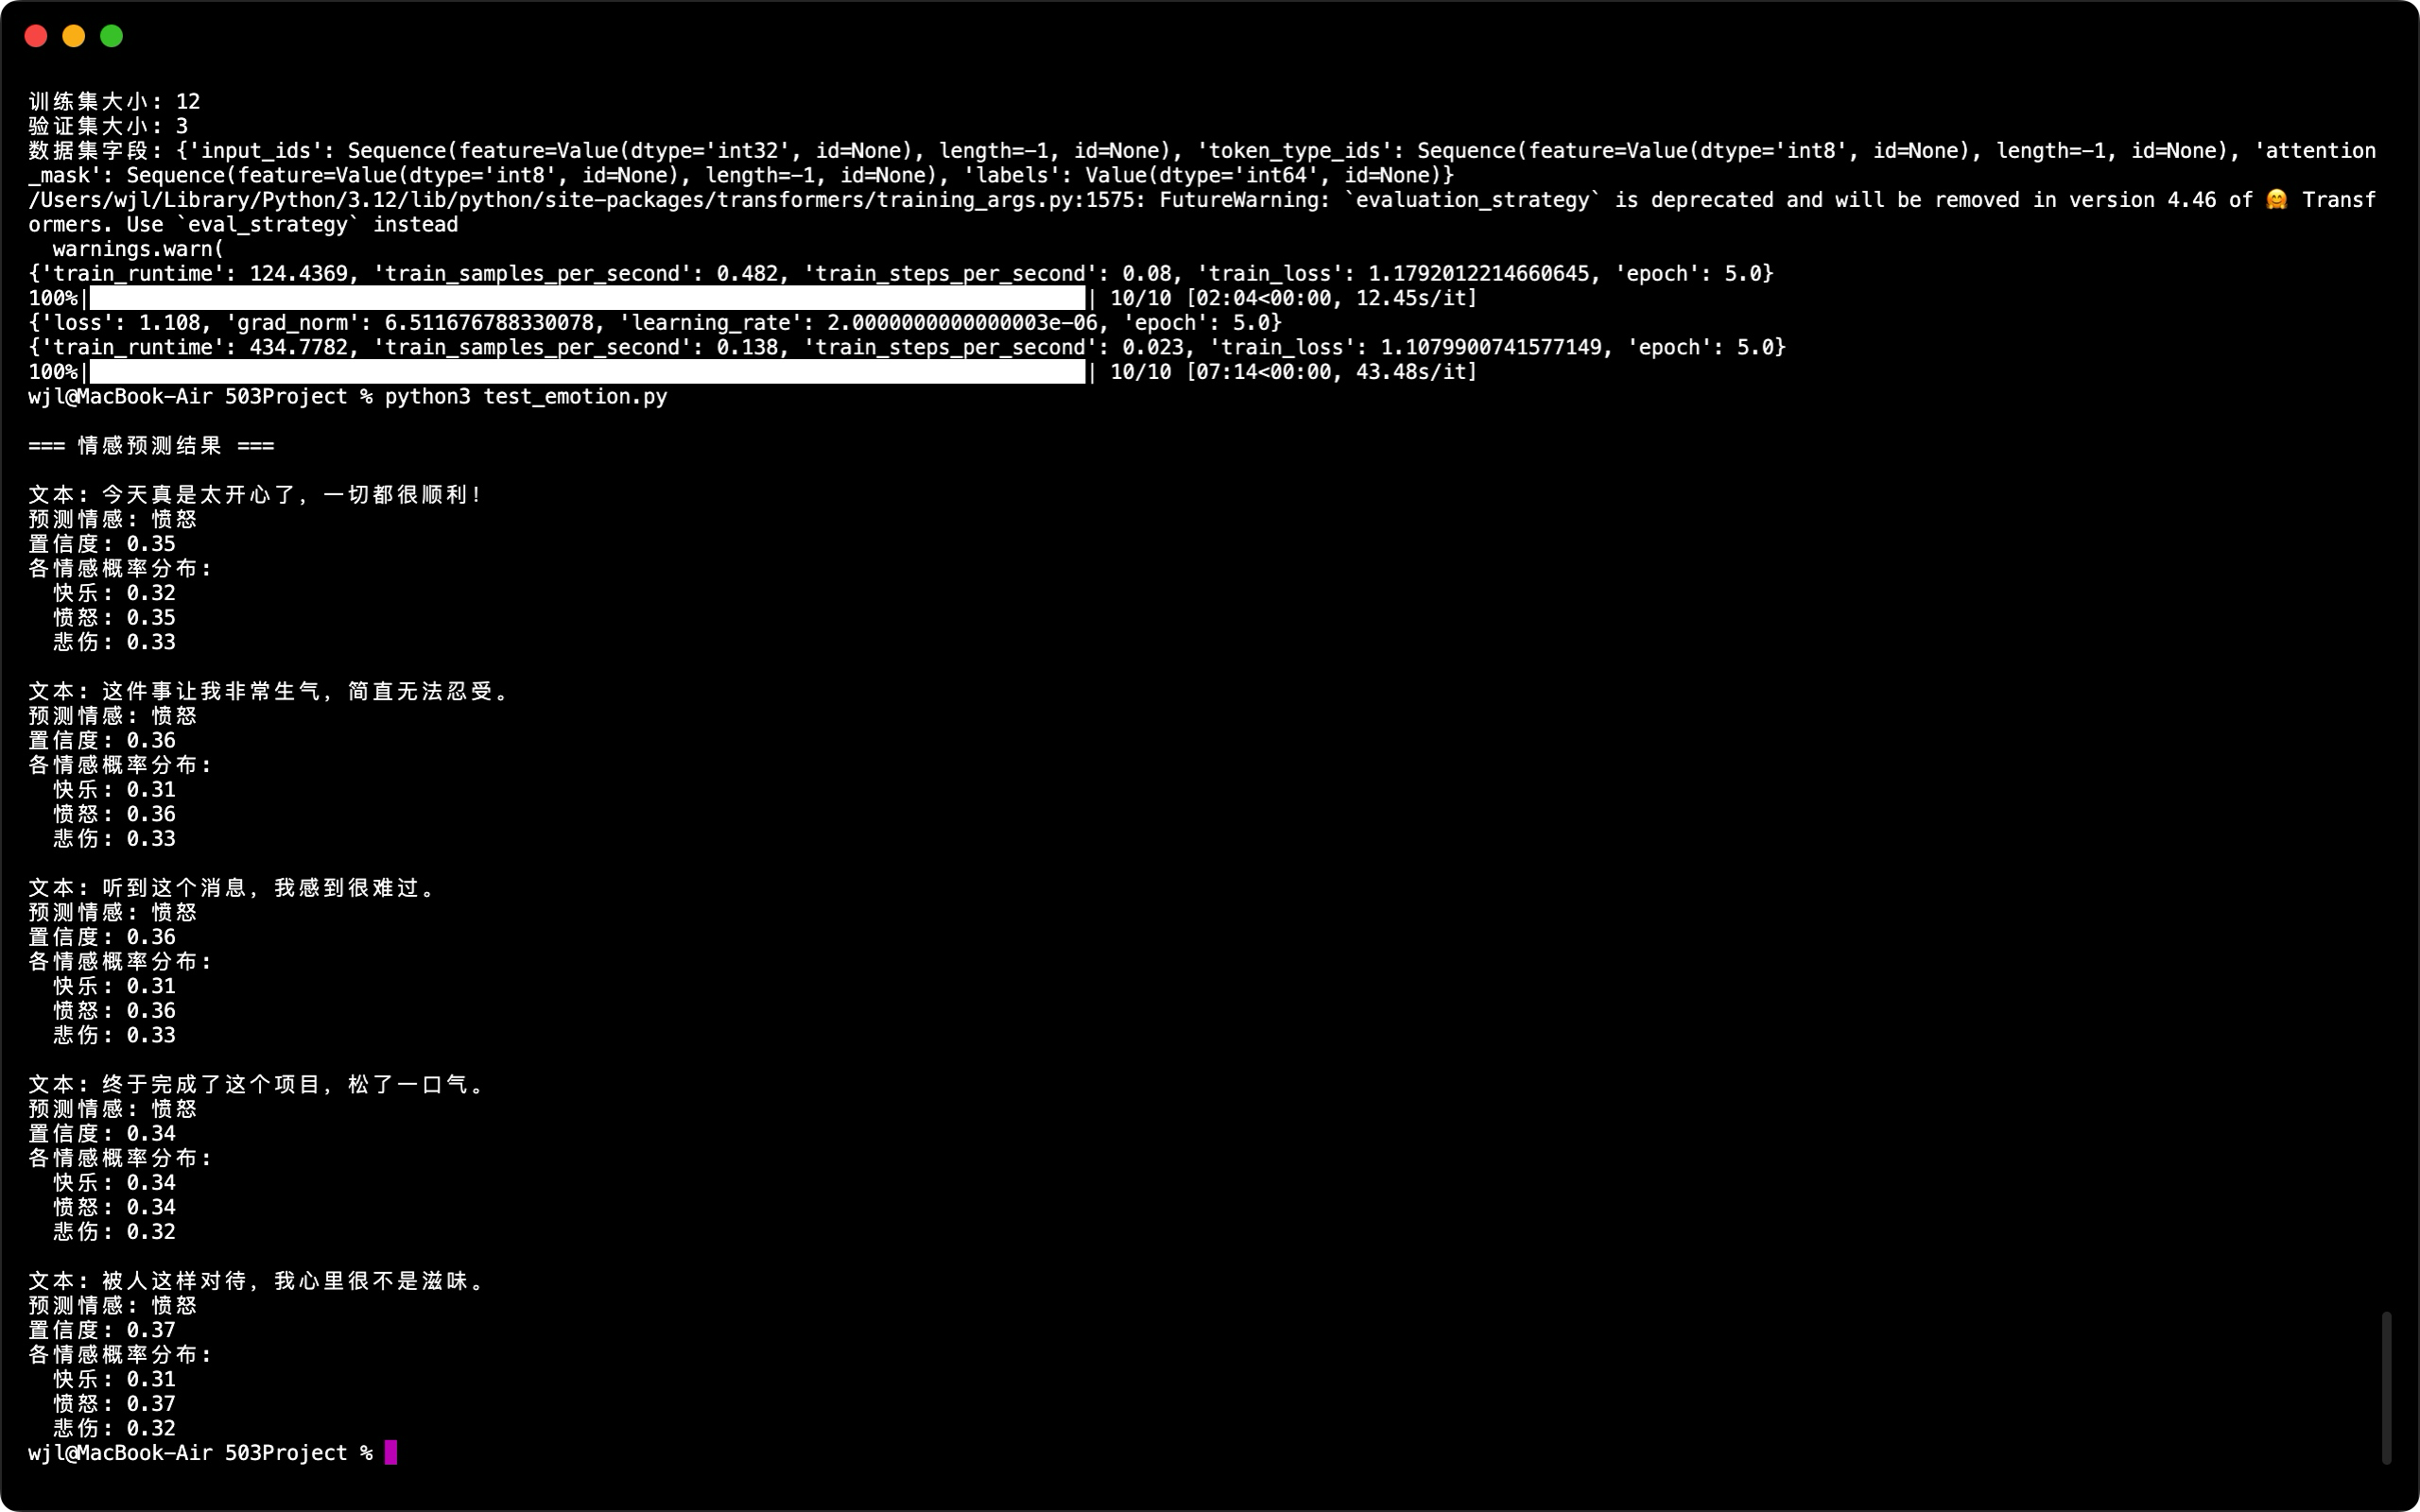 训练集大小: 12
验证集大小: 3
数据集字段: {'input_ids': Sequence(feature=Value(dtype='int32', id=None), length=-1, id=None), 'token_type_ids': Sequence(feature=Value(dtype='int8', id=None), length=-1, id=None), 'attention
_mask': Sequence(feature=Value(dtype='int8', id=None), length=-1, id=None), 'labels': Value(dtype='int64', id=None)}
/Users/wjl/Library/Python/3.12/lib/python/site-packages/transformers/training_args.py:1575: FutureWarning: `evaluation_strategy` is deprecated and will be removed in version 4.46 of 🤗 Transf
ormers. Use `eval_strategy` instead
  warnings.warn(
{'train_runtime': 124.4369, 'train_samples_per_second': 0.482, 'train_steps_per_second': 0.08, 'train_loss': 1.1792012214660645, 'epoch': 5.0}
100%|| 10/10 [02:04<00:00, 12.45s/it]
{'loss': 1.108, 'grad_norm': 6.511676788330078, 'learning_rate': 2.0000000000000003e-06, 'epoch': 5.0}
{'train_runtime': 434.7782, 'train_samples_per_second': 0.138, 'train_steps_per_second': 0.023, 'train_loss': 1.1079900741577149, 'epoch': 5.0}
100%|| 10/10 [07:14<00:00, 43.48s/it]
wjl@MacBook-Air 503Project % python3 test_emotion.py
=== 情感预测结果 ===
文本: 今天真是太开心了，一切都很顺利！
预测情感: 愤怒
置信度: 0.35
各情感概率分布:
  快乐: 0.32
  愤怒: 0.35
  悲伤: 0.33
文本: 这件事让我非常生气，简直无法忍受。
预测情感: 愤怒
置信度: 0.36
各情感概率分布:
  快乐: 0.31
  愤怒: 0.36
  悲伤: 0.33
文本: 听到这个消息，我感到很难过。
预测情感: 愤怒
置信度: 0.36
各情感概率分布:
  快乐: 0.31
  愤怒: 0.36
  悲伤: 0.33
文本: 终于完成了这个项目，松了一口气。
预测情感: 愤怒
置信度: 0.34
各情感概率分布:
  快乐: 0.34
  愤怒: 0.34
  悲伤: 0.32
文本: 被人这样对待，我心里很不是滋味。
预测情感: 愤怒
置信度: 0.37
各情感概率分布:
  快乐: 0.31
  愤怒: 0.37
  悲伤: 0.32
wjl@MacBook-Air 503Project %